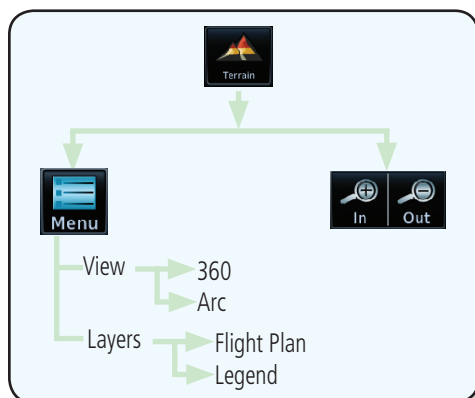 Terrain
Menu
In Out
View
360
Arc
Layers
Flight Plan
Legend